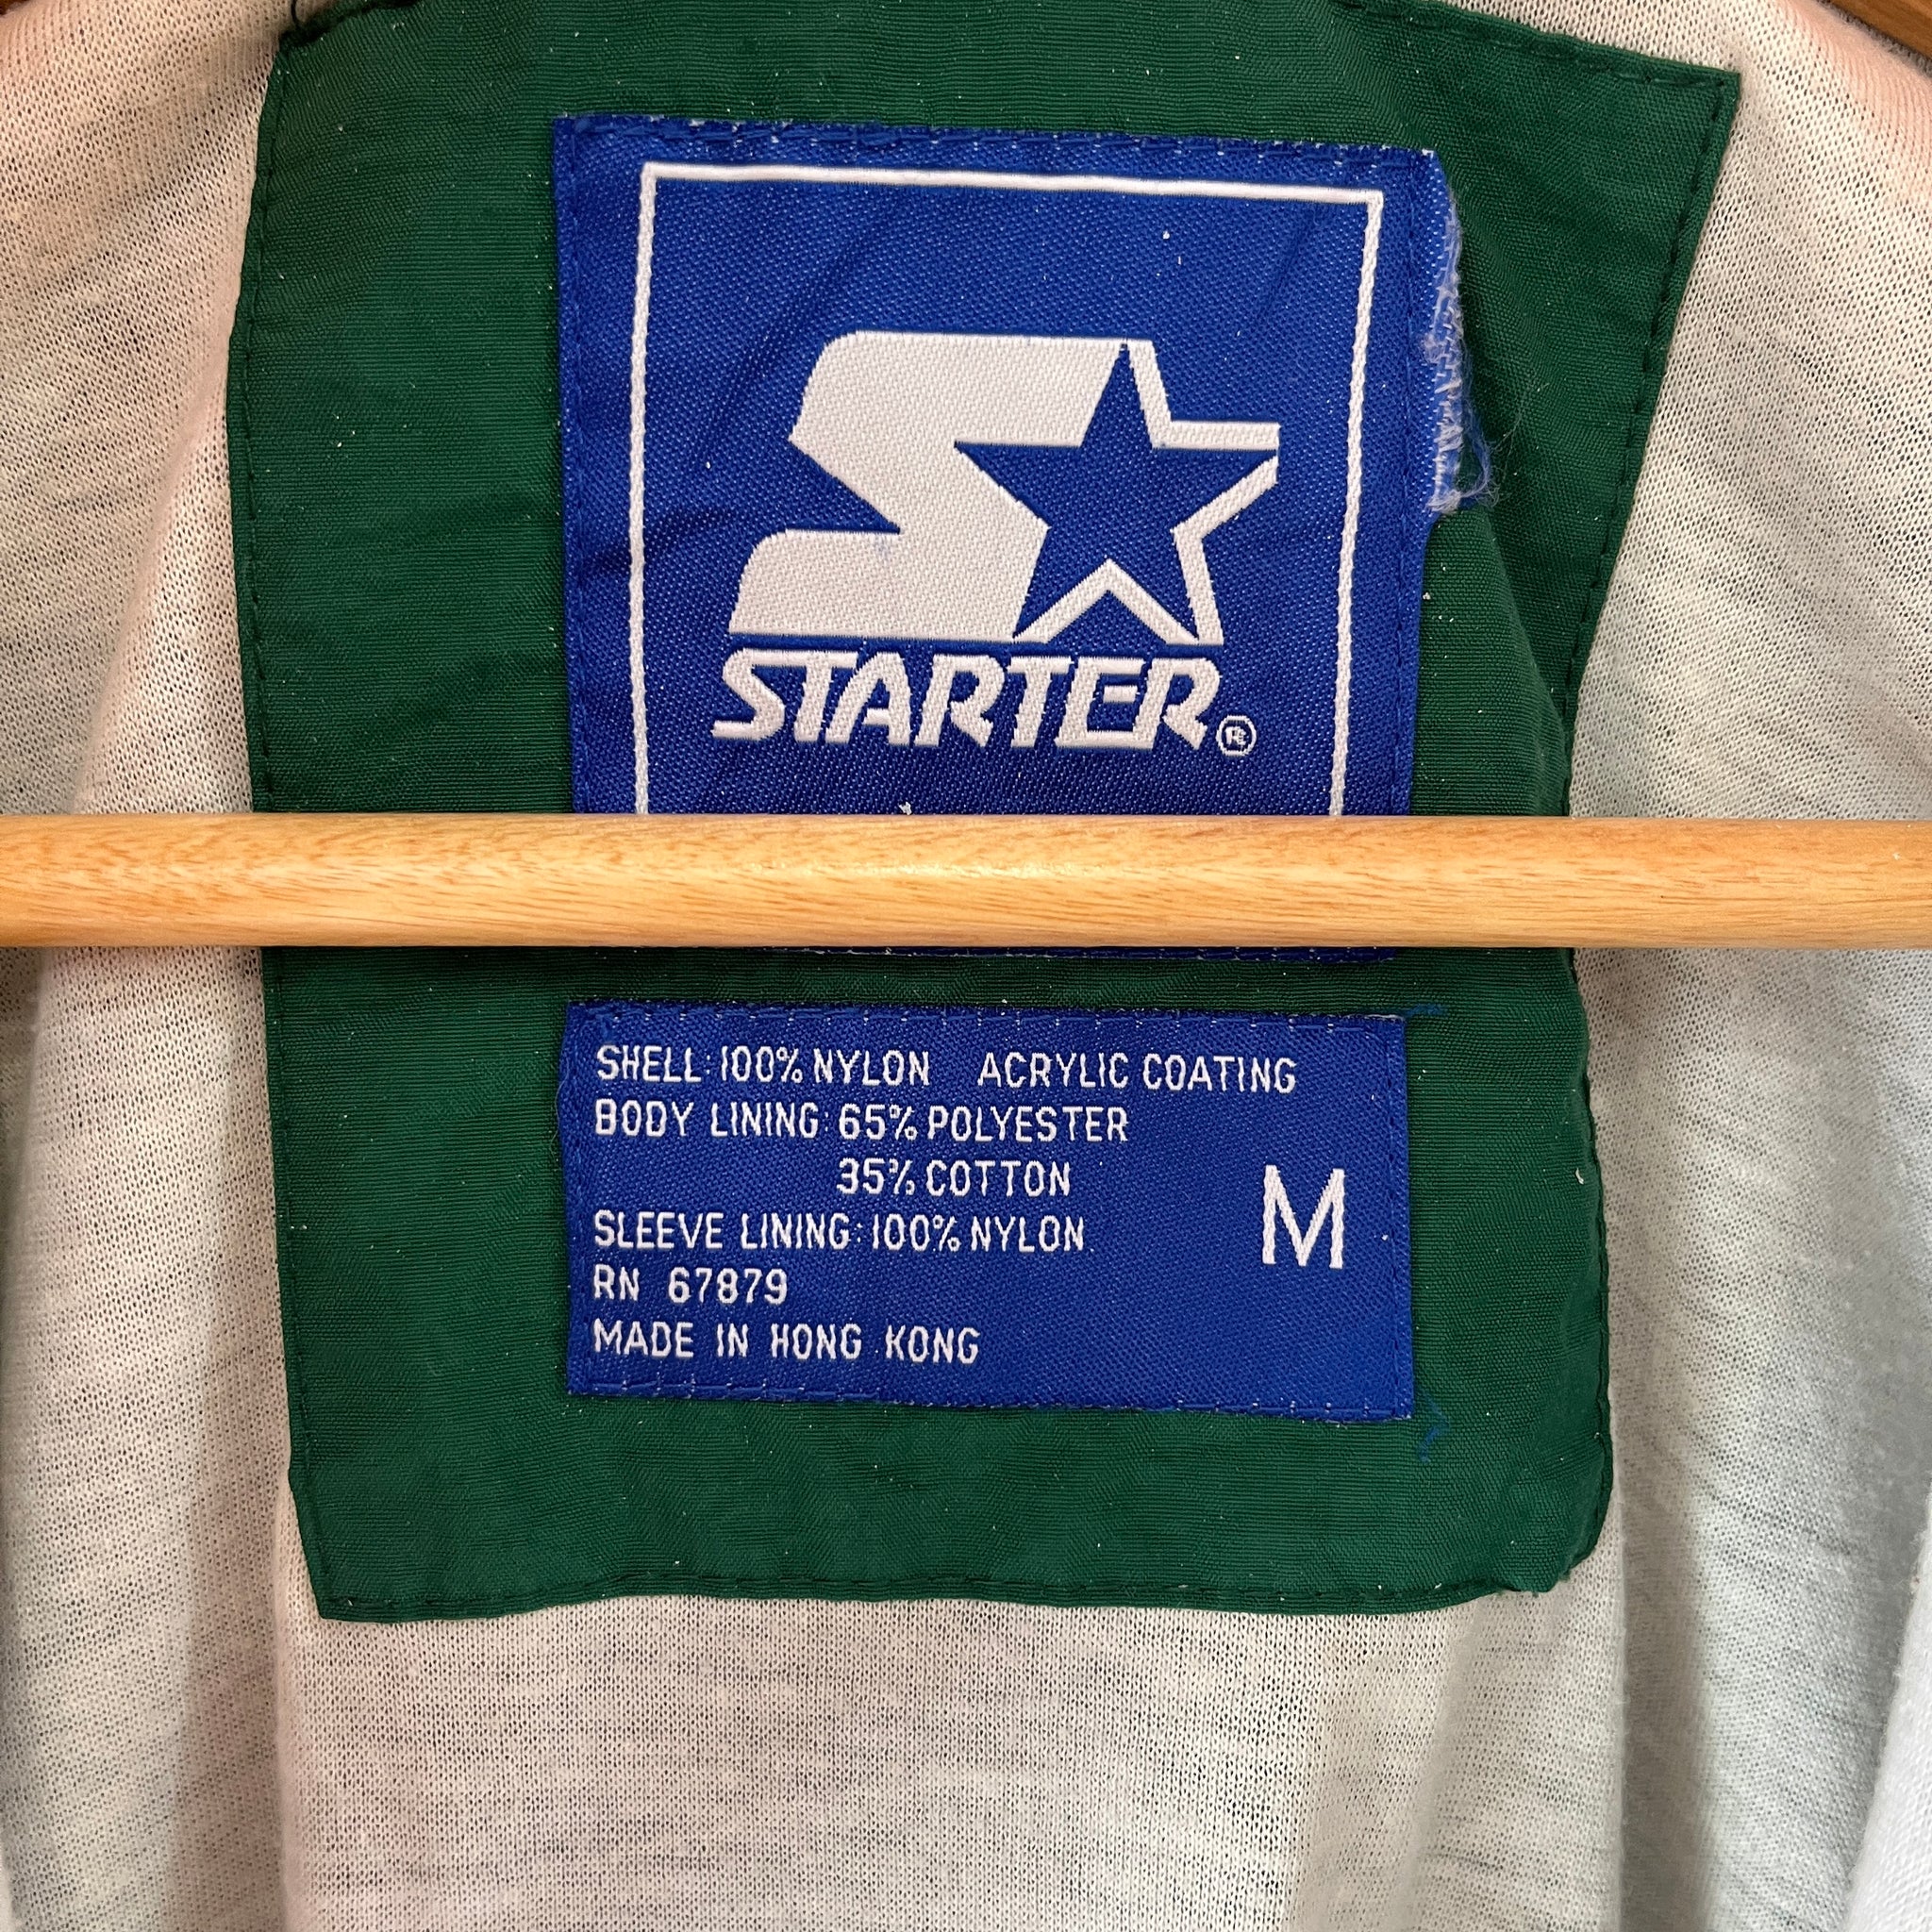 STARTER®
SHELL: 100% NYLON ACRYLIC COATING
BODY LINING: 65% POLYESTER
35% COTTON
SLEEVE LINING: 100% NYLON
RN 67879
MADE IN HONG KONG
M